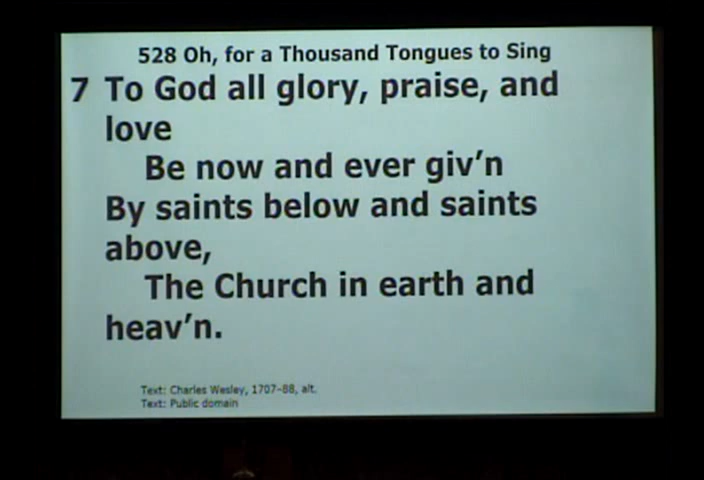 528 Oh, for a Thousand Tongues to Sing
7 To God all glory, praise, and
love
Be now and ever giv'n
By saints below and saints
above,
The Church in earth and
heav'n.
Text: Charles Wesley, 1707-88, alt.
Text: Public domain